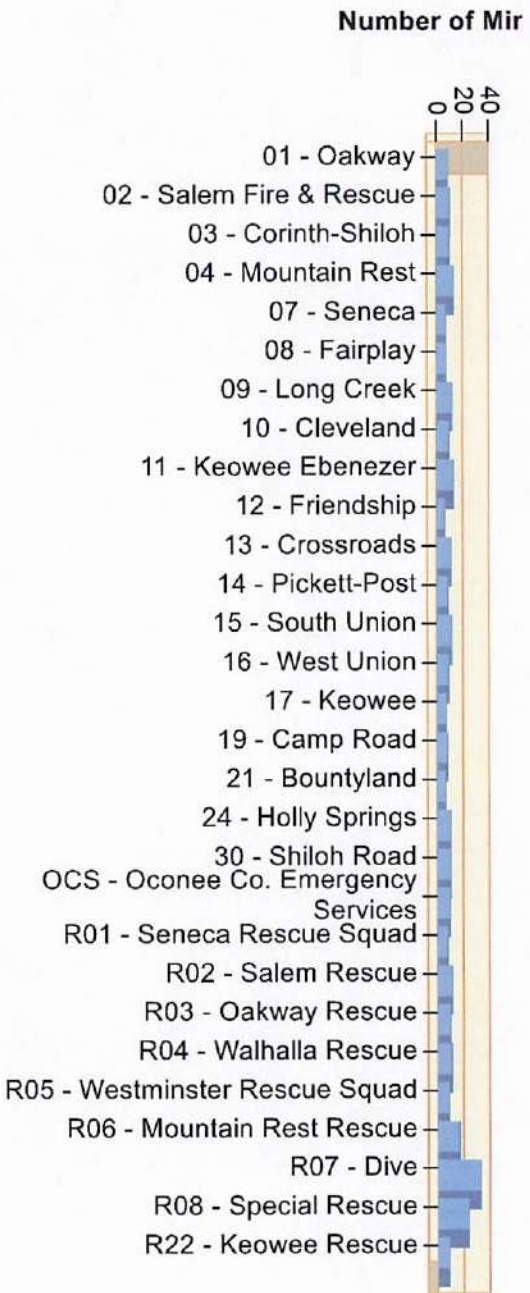 Number of Mir
0 20 40
01 - Oakway
02 - Salem Fire & Rescue
03 - Corinth-Shiloh
04 - Mountain Rest
07 - Seneca
08 - Fairplay
09 - Long Creek
10 - Cleveland
11 - Keowee Ebenezer
12 - Friendship
13 - Crossroads
14 - Pickett-Post
15 - South Union
16 - West Union
17 - Keowee
19 - Camp Road
21 - Bountyland
24 - Holly Springs
30 - Shiloh Road
OCS - Oconee Co. Emergency
Services
R01 - Seneca Rescue Squad
R02 - Salem Rescue
R03 - Oakway Rescue
R04 - Walhalla Rescue
R05 - Westminster Rescue Squad
R06 - Mountain Rest Rescue
R07 - Dive
R08 - Special Rescue
R22 - Keowee Rescue